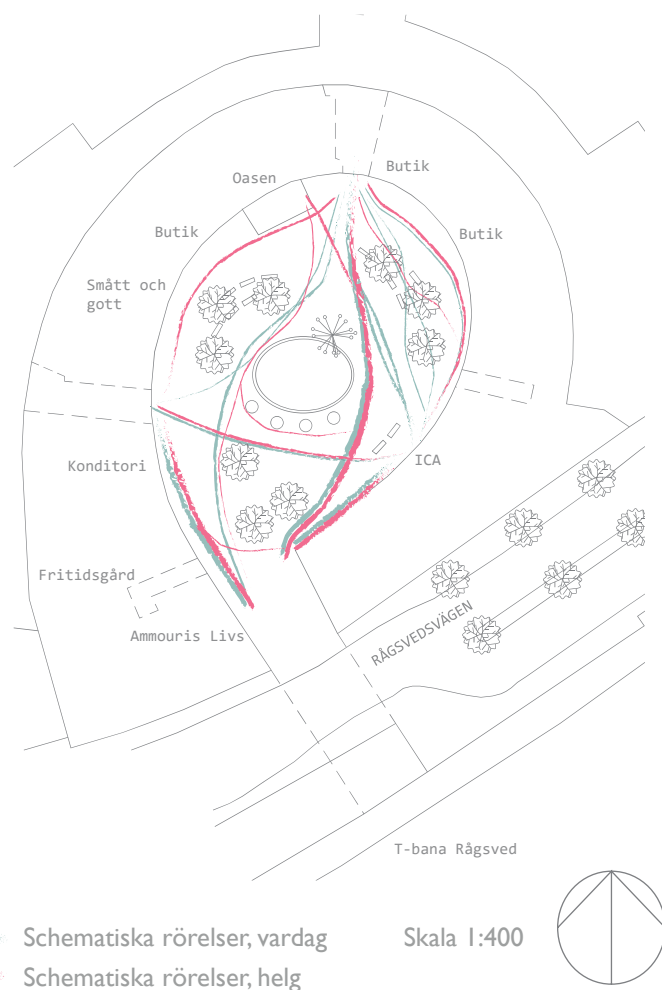 Butik
Oasen
Butik
Butik
Smått och
gott
Konditori
ICA
Fritidsgård
Ammouris Livs
RÅGSVEDSVÄGEN
T-bana Rågsved
Schematiska rörelser, vardag
Skala 1:400
Schematiska rörelser, helg